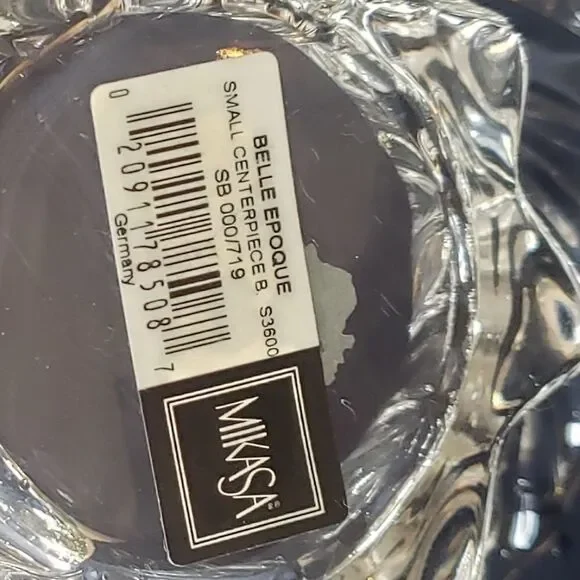 BELLE EPOQUE
SMALL CENTERPIECE B. S3600
SB 000/719
0 20911 78508 7
Germany
MIKASA®